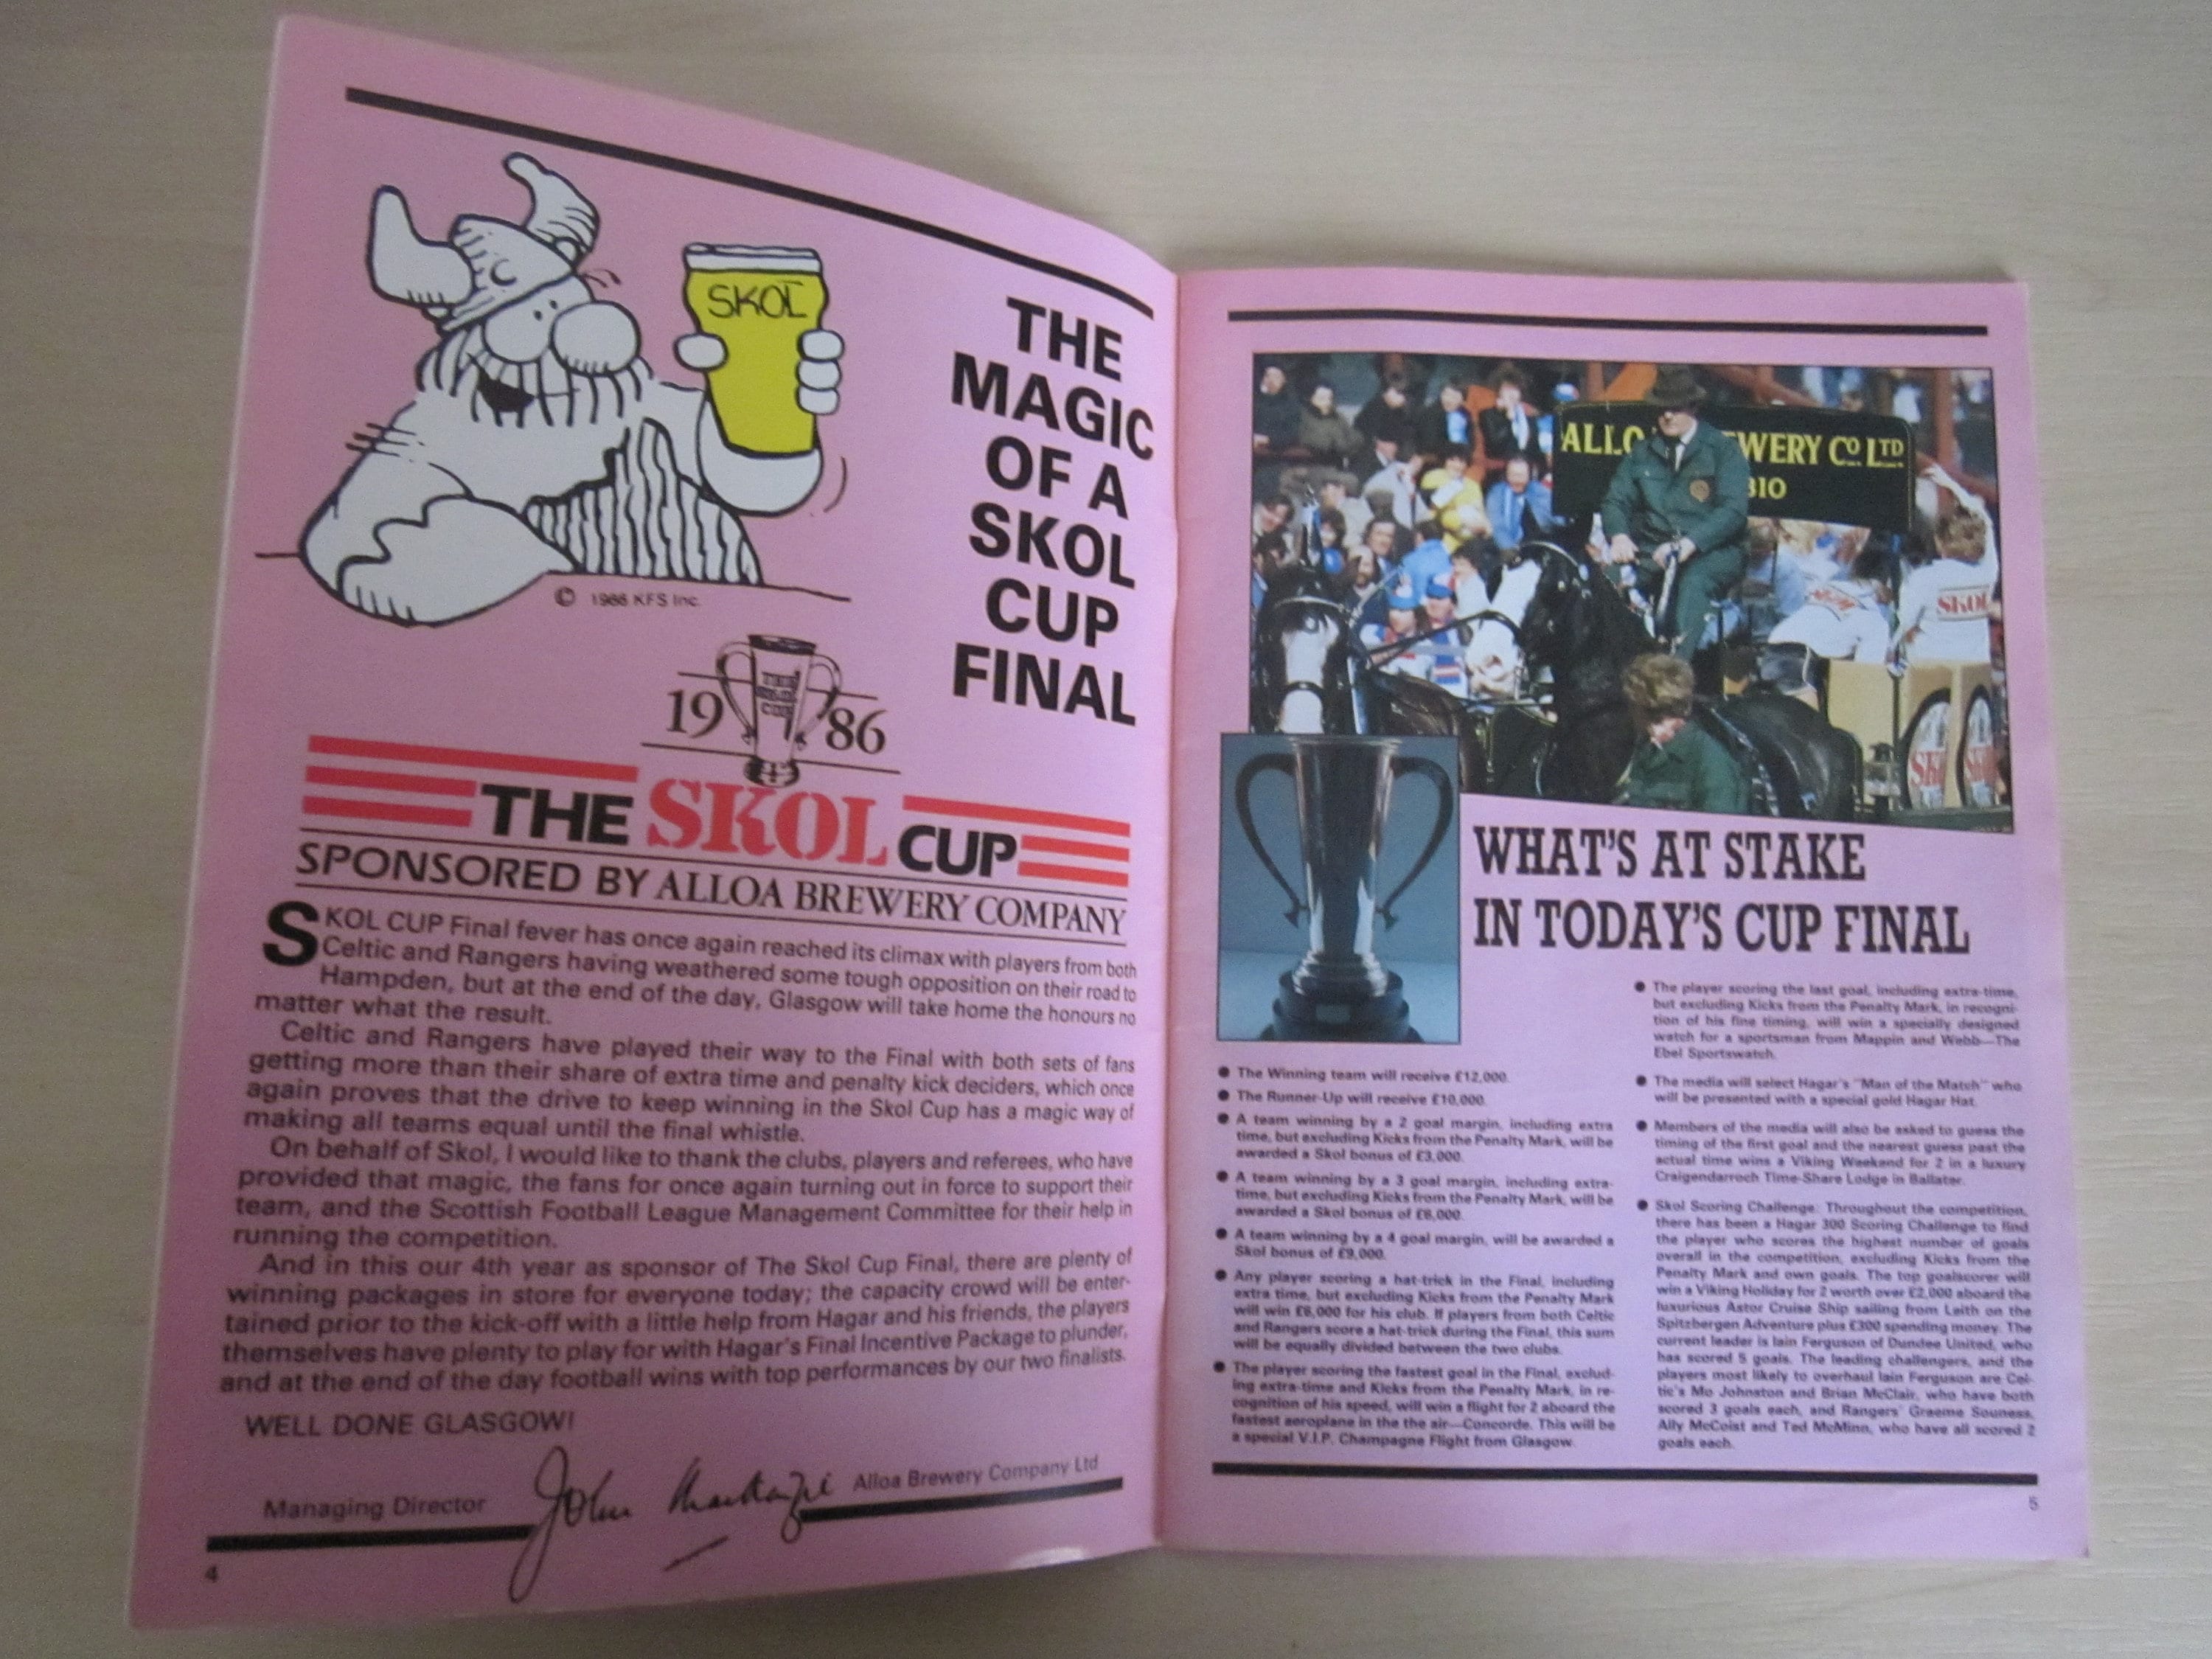 SKOL
THE
MAGIC
OF A
SKOL
CUP
FINAL
© 1986 KFS Inc.
THE
SKOL
CUP
19 86
THE SKOL CUP
SPONSORED BY ALLOA BREWERY COMPANY
SKOL CUP Final fever has once again reached its climax with players from both
Celtic and Rangers having weathered some tough opposition on their road to
Hampden, but at the end of the day, Glasgow will take home the honours no
matter what the result.
Celtic and Rangers have played their way to the Final with both sets of fans
getting more than their share of extra time and penalty kick deciders, which once
again proves that the drive to keep winning in the Skol Cup has a magic way of
making all teams equal until the final whistle.
On behalf of Skol, I would like to thank the clubs, players and referees, who have
provided that magic, the fans for once again turning out in force to support their
team, and the Scottish Football League Management Committee for their help in
running the competition.
And in this our 4th year as sponsor of The Skol Cup Final, there are plenty of
winning packages in store for everyone today; the capacity crowd will be enter-
tained prior to the kick-off with a little help from Hagar and his friends, the players
themselves have plenty to play for with Hagar's Final Incentive Package to plunder,
and at the end of the day football wins with top performances by our two finalists.
WELL DONE GLASGOW!
Managing Director John Alloa Brewery Company Ltd
4
ALLO WERY CO LTD
310
SKOL
SKOL
WHAT'S AT STAKE
IN TODAY'S CUP FINAL
● The Winning team will receive £12,000.
● The Runner-Up will receive £10,000.
● A team winning by a 2 goal margin, including extra
time, but excluding Kicks from the Penalty Mark, will be
awarded a Skol bonus of £3,000.
● A team winning by a 3 goal margin, including extra-
time, but excluding Kicks from the Penalty Mark, will be
awarded a Skol bonus of £6,000.
● A team winning by a 4 goal margin, will be awarded a
Skol bonus of £9,000.
● Any player scoring a hat-trick in the Final, including
extra time, but excluding Kicks from the Penalty Mark
will win £6,000 for his club. If players from both Celtic
and Rangers score a hat-trick during the Final, this sum
will be equally divided between the two clubs.
● The player scoring the fastest goal in the Final, exclud-
ing extra-time and Kicks from the Penalty Mark, in re-
cognition of his speed, will win a flight for 2 aboard the
fastest aeroplane in the the air—Concorde. This will be
a special V.I.P. Champagne Flight from Glasgow.
● The player scoring the last goal, including extra-time,
but excluding Kicks from the Penalty Mark, in recogni-
tion of his fine timing, will win a specially designed
watch for a sportsman from Mappin and Webb—The
Ebel Sportswatch.
● The media will select Hagar's "Man of the Match" who
will be presented with a special gold Hagar Hat.
● Members of the media will also be asked to guess the
timing of the first goal and the nearest guess past the
actual time wins a Viking Weekend for 2 in a luxury
Craigendarroch Time-Share Lodge in Ballater.
● Skol Scoring Challenge: Throughout the competition,
there has been a Hagar 300 Scoring Challenge to find
the player who scores the highest number of goals
overall in the competition, excluding Kicks from the
Penalty Mark and own goals. The top goalscorer will
win a Viking Holiday for 2 worth over £2,000 aboard the
luxurious Astor Cruise Ship sailing from Leith on the
Spitzbergen Adventure plus £300 spending money. The
current leader is Iain Ferguson of Dundee United, who
has scored 5 goals. The leading challengers, and the
players most likely to overhaul Iain Ferguson are Cel-
tic's Mo Johnston and Brian McClair, who have both
scored 3 goals each, and Rangers' Graeme Souness,
Ally McCoist and Ted McMinn, who have all scored 2
goals each.
5